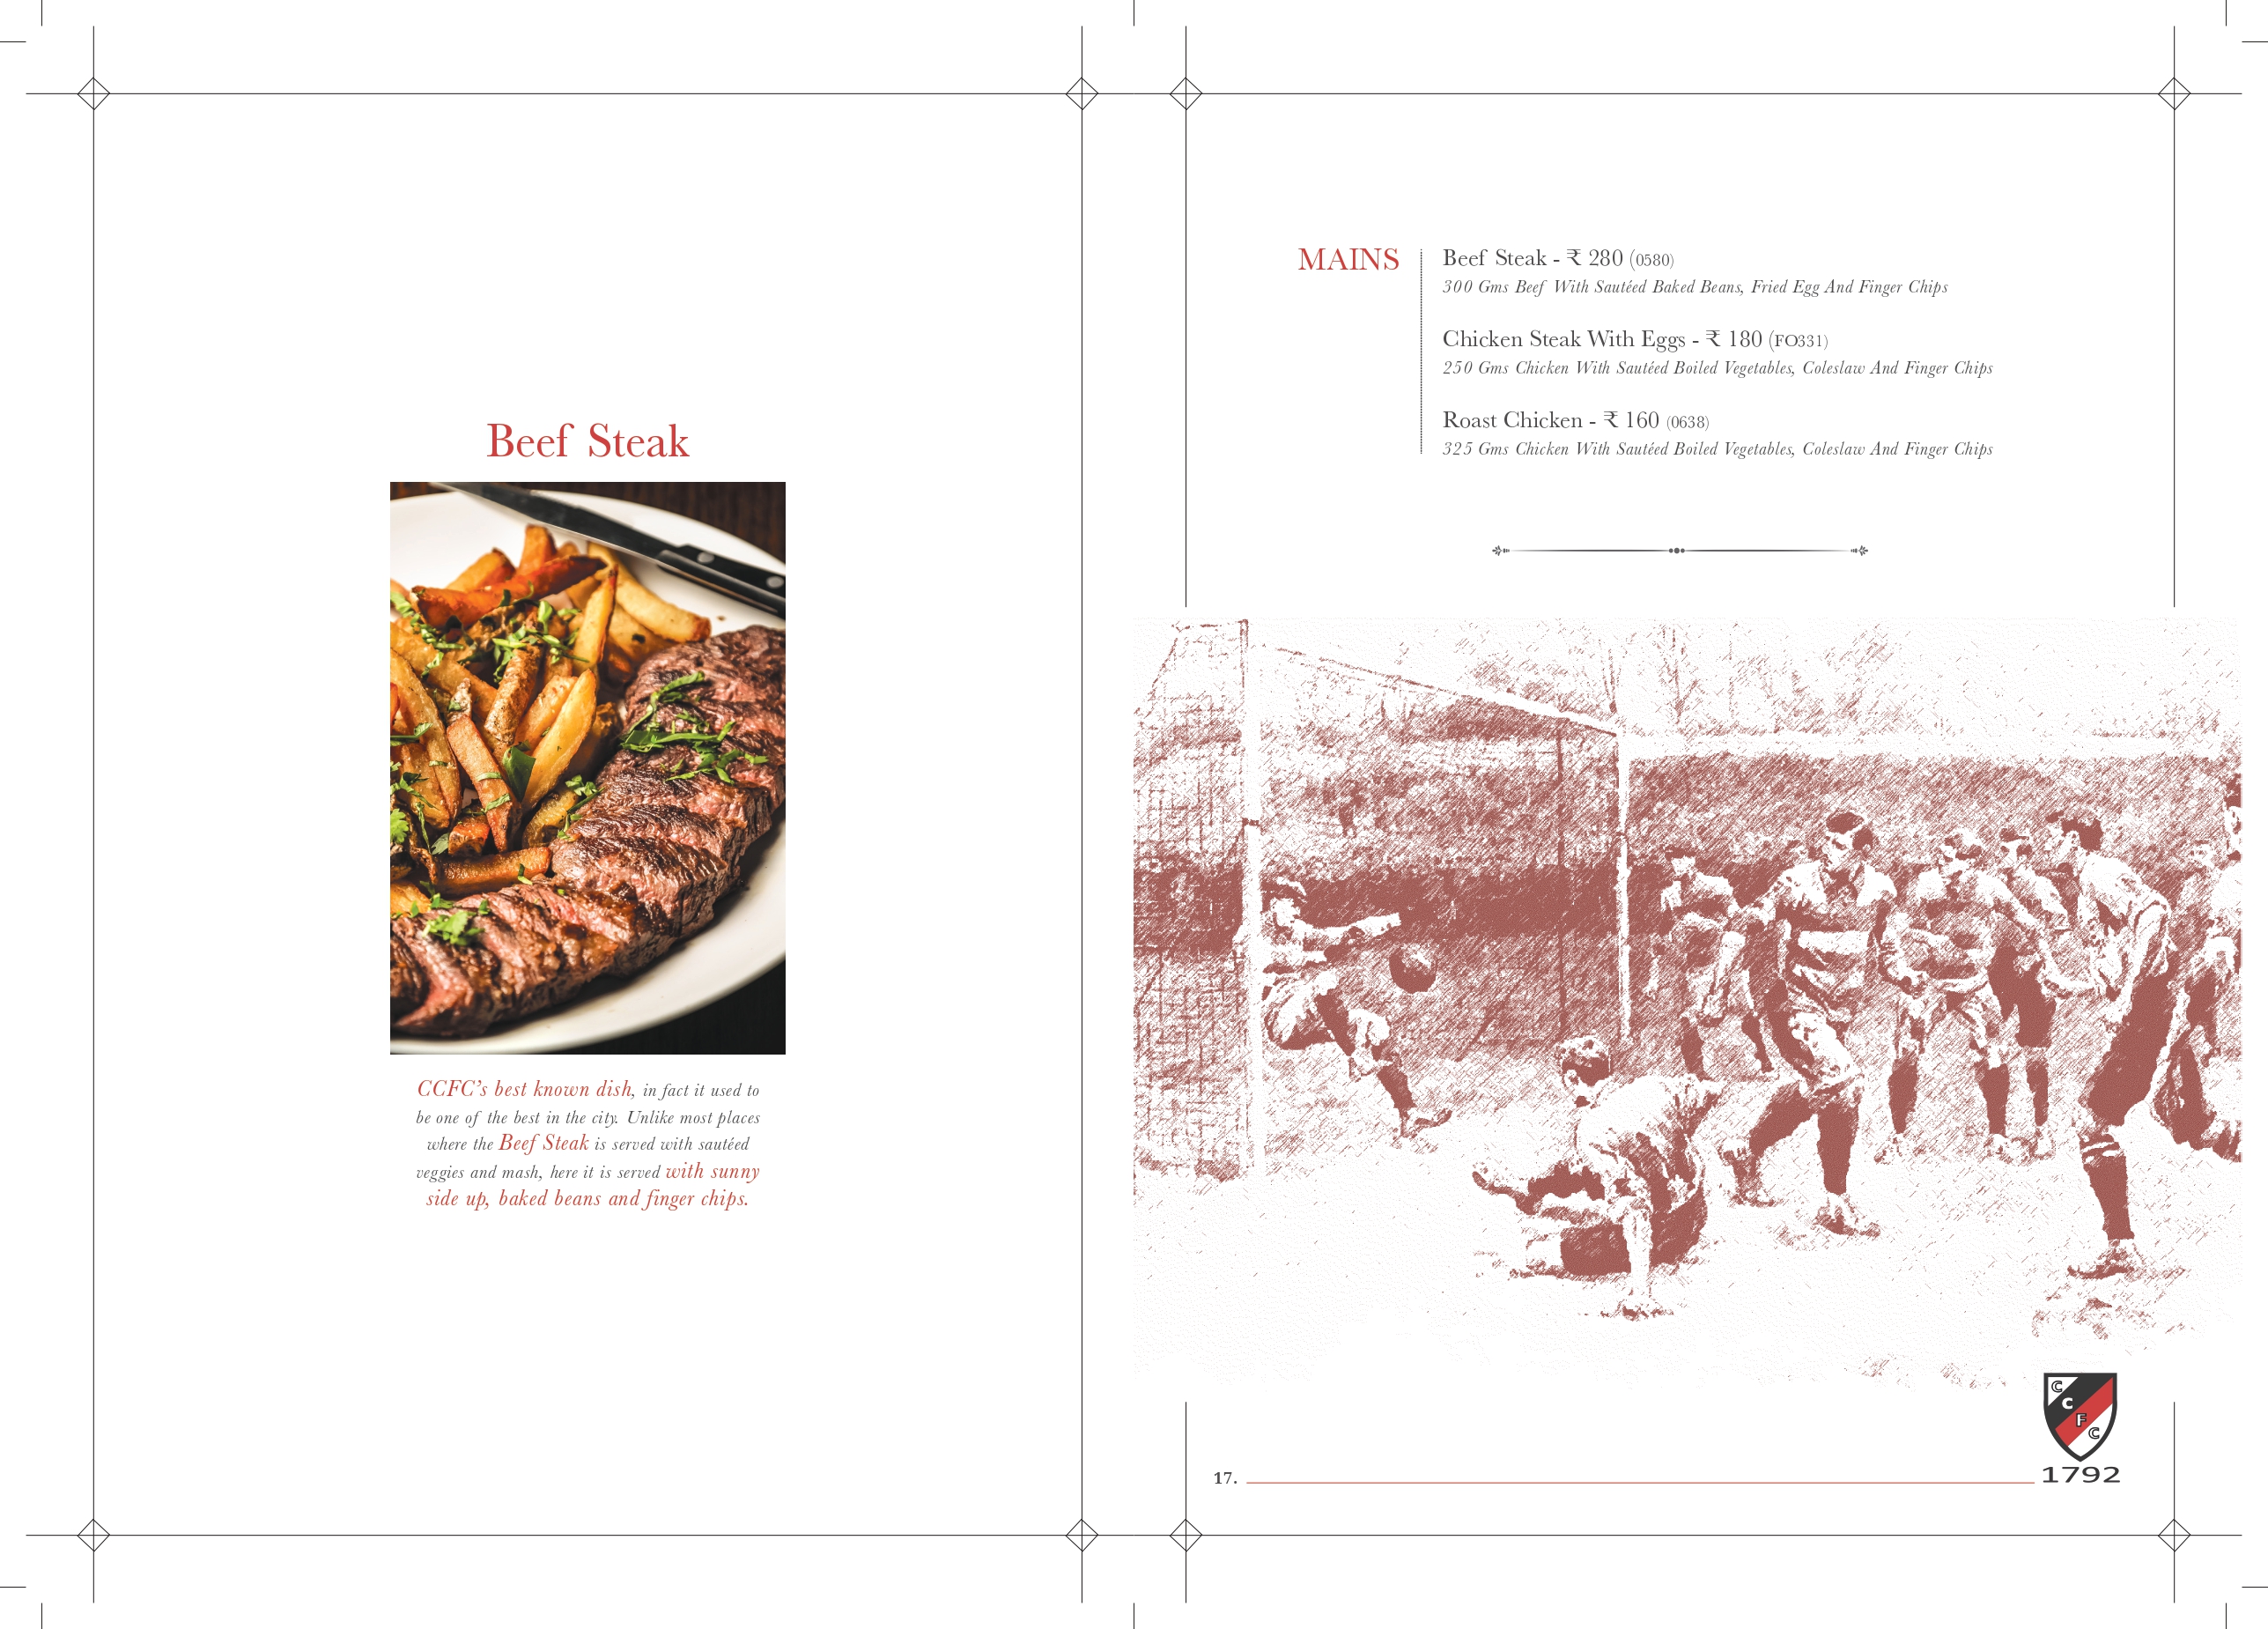 Beef Steak
CCFC’s best known dish, in fact it used to
be one of the best in the city. Unlike most places
where the Beef Steak is served with sautéed
veggies and mash, here it is served with sunny
side up, baked beans and finger chips.
MAINS
Beef Steak - ₹ 280 (0580)
300 Gms Beef With Sautéed Baked Beans, Fried Egg And Finger Chips
Chicken Steak With Eggs - ₹ 180 (FO331)
250 Gms Chicken With Sautéed Boiled Vegetables, Coleslaw And Finger Chips
Roast Chicken - ₹ 160 (0638)
325 Gms Chicken With Sautéed Boiled Vegetables, Coleslaw And Finger Chips
C
C
F
C
17.
1792